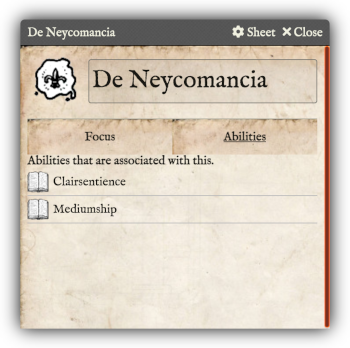 De Neycomancia Sheet Close
De Neycomancia
Focus Abilities
Abilities that are associated with this.
Clairsentience
Mediumship